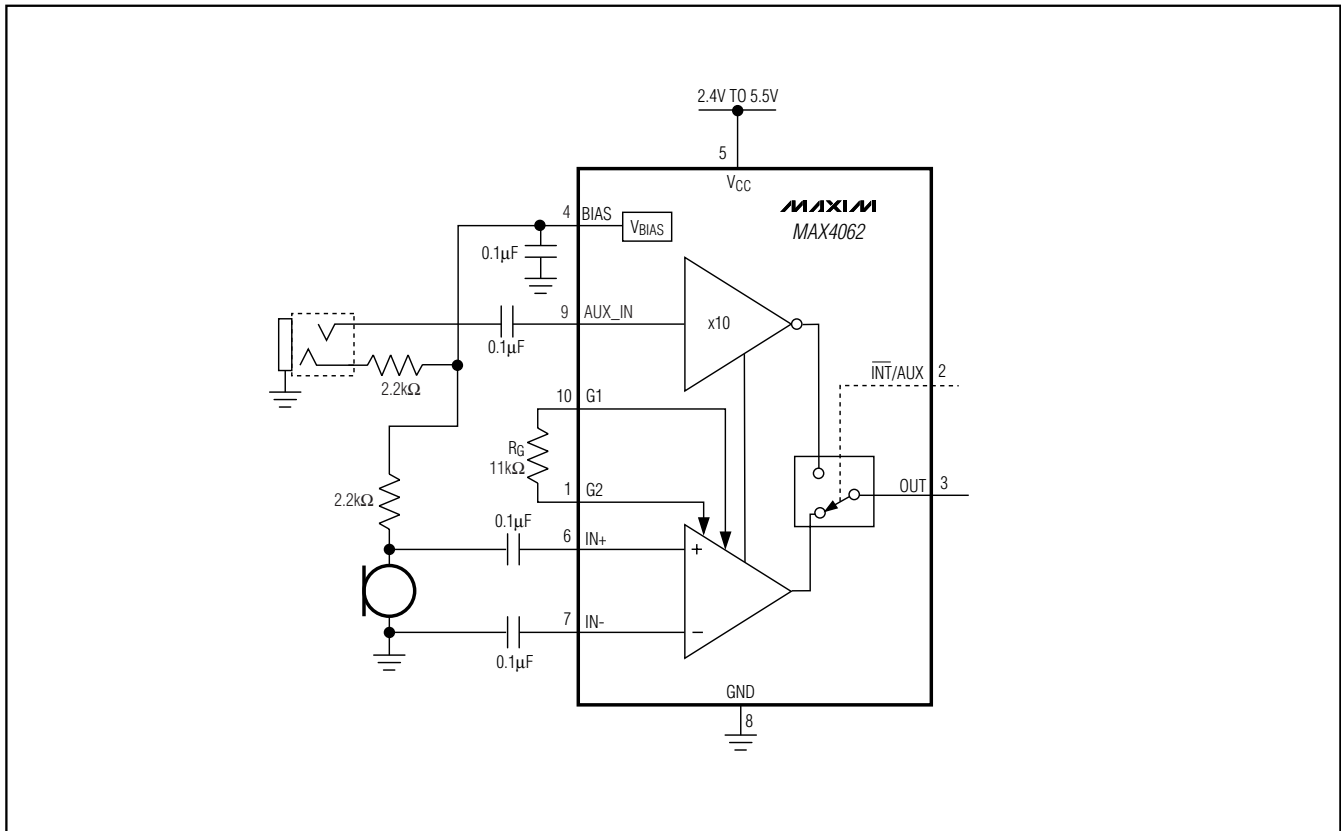 2.4V TO 5.5V
5
VCC
MAXIM
MAX4062
4 BIAS
VBIAS
0.1µF
9 AUX_IN
x10
0.1µF
2.2kΩ
INT/AUX 2
10 G1
RG
11kΩ
1 G2
OUT 3
2.2kΩ
0.1µF
6 IN+
+
7 IN-
−
0.1µF
GND
8